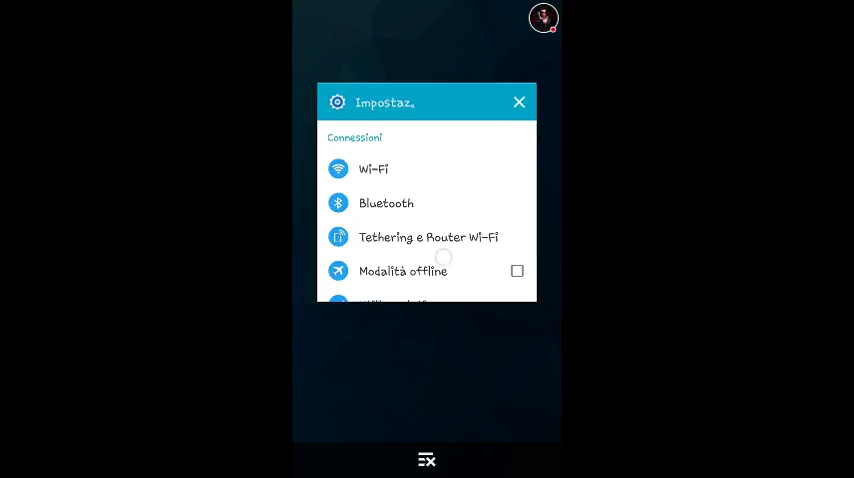 Impostaz.
Connessioni
Wi-Fi
Bluetooth
Tethering e Router Wi-Fi
Modalità offline